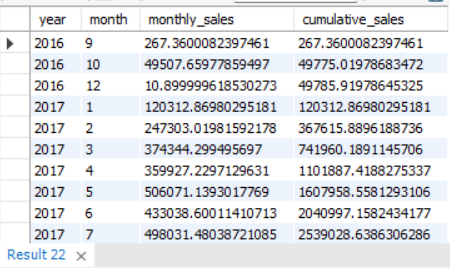 year month monthly_sales cumulative_sales
2016 9 267.3600082397461 267.3600082397461
2016 10 49507.65977859497 49775.01978683472
2016 12 10.899999618530273 49785.91978645325
2017 1 120312.86980295181 120312.86980295181
2017 2 247303.01981592178 367615.8896188736
2017 3 374344.299495697 741960.1891145706
2017 4 359927.2297129631 1101887.4188275337
2017 5 506071.1393017769 1607958.5581293106
2017 6 433038.60011410713 2040997.1582434177
2017 7 498031.48038721085 2539028.6386306286
Result 22 ×